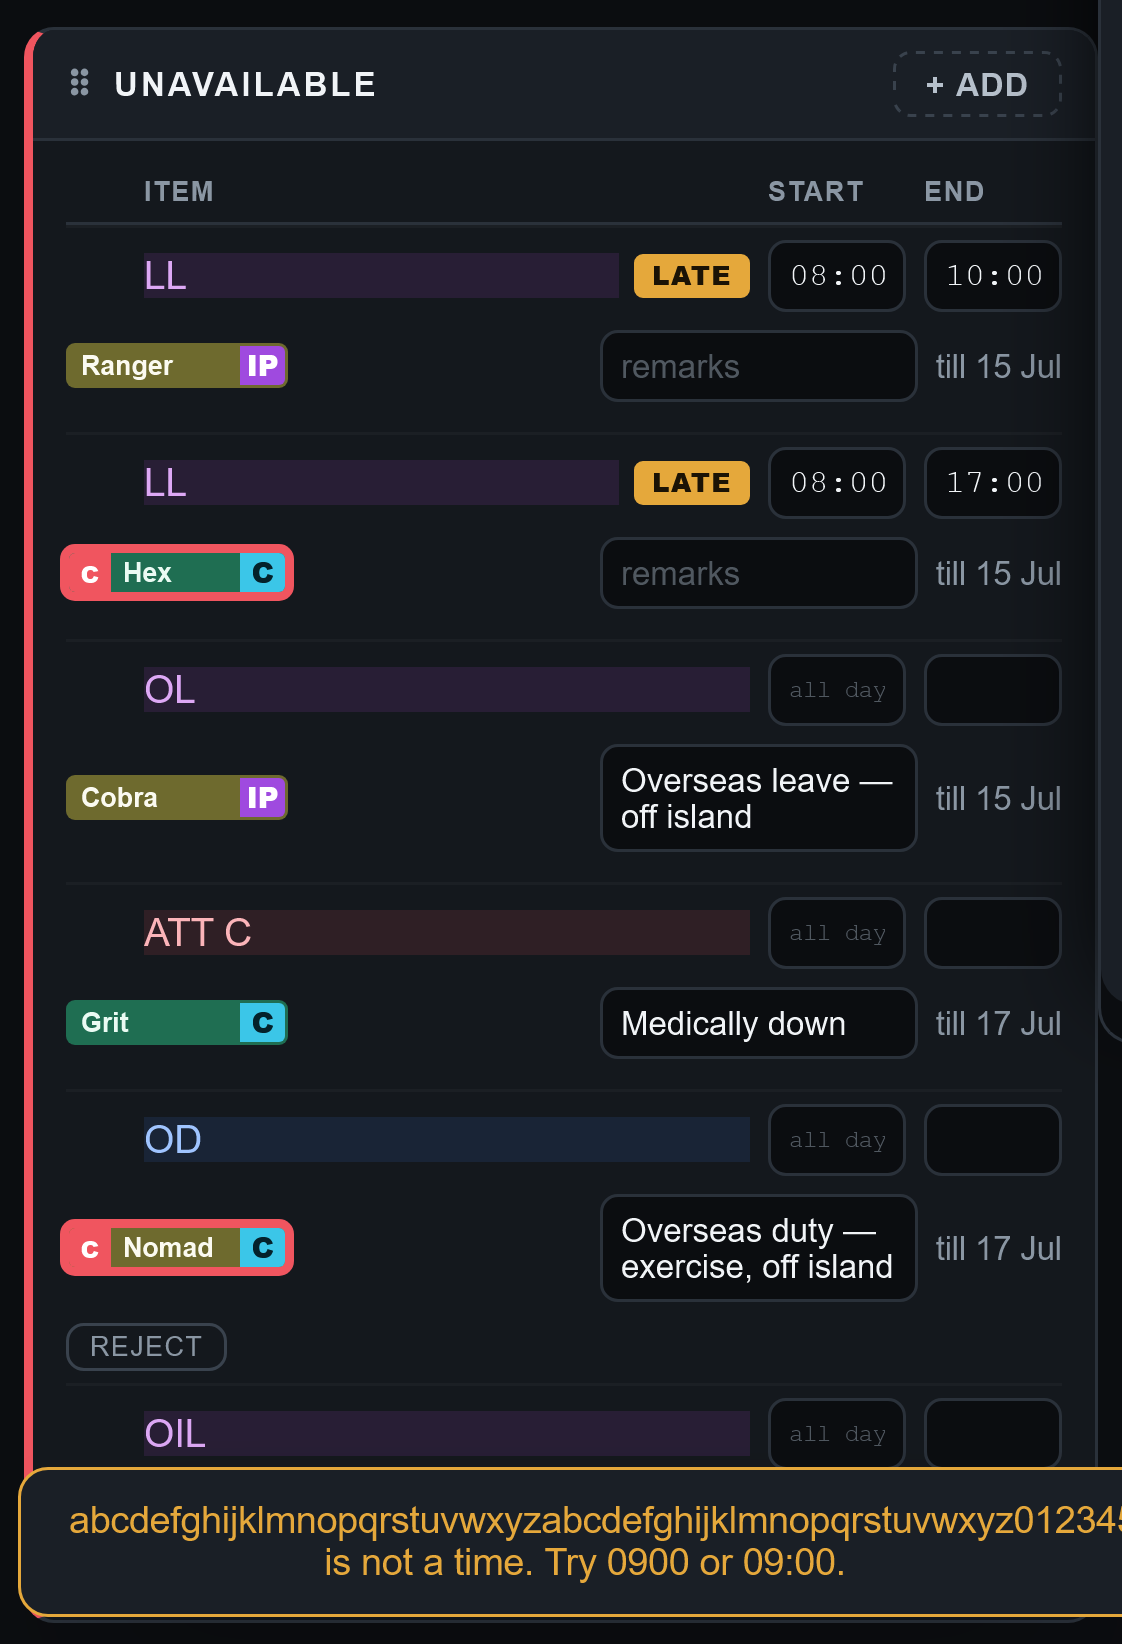 UNAVAILABLE + ADD
ITEM START END
LL LATE 08:00 10:00
Ranger IP remarks till 15 Jul
LL LATE 08:00 17:00
c Hex C remarks till 15 Jul
OL all day
Cobra IP Overseas leave — till 15 Jul
off island
ATT C all day
Grit C Medically down till 17 Jul
OD all day
c Nomad C Overseas duty — till 17 Jul
exercise, off island
REJECT
OIL all day
abcdefghijklmnopqrstuvwxyzabcdefghijklmnopqrstuvwxyz012345
is not a time. Try 0900 or 09:00.